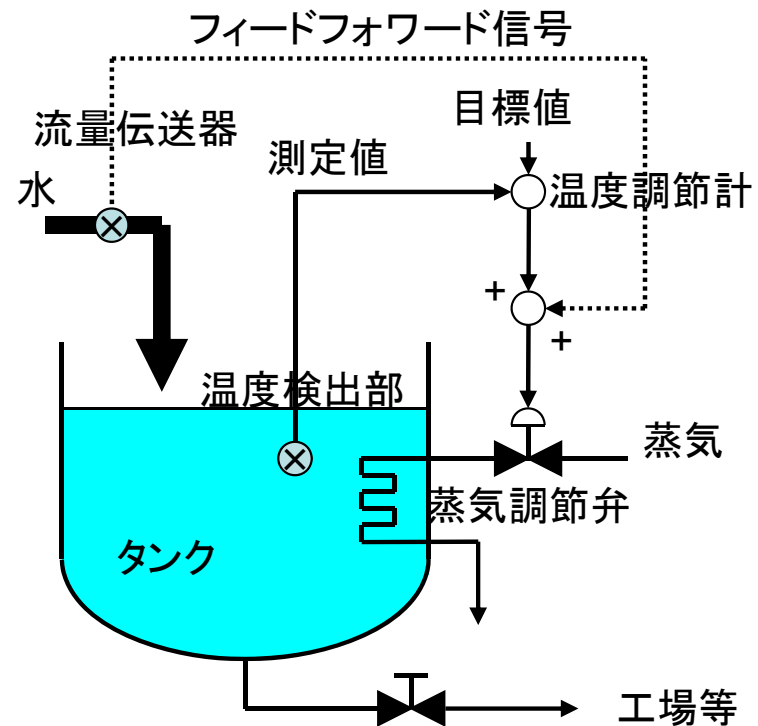 フィードフォワード信号
目標値
流量伝送器
測定値
水
温度調節計
+
+
温度検出部
蒸気
蒸気調節弁
タンク
工場等